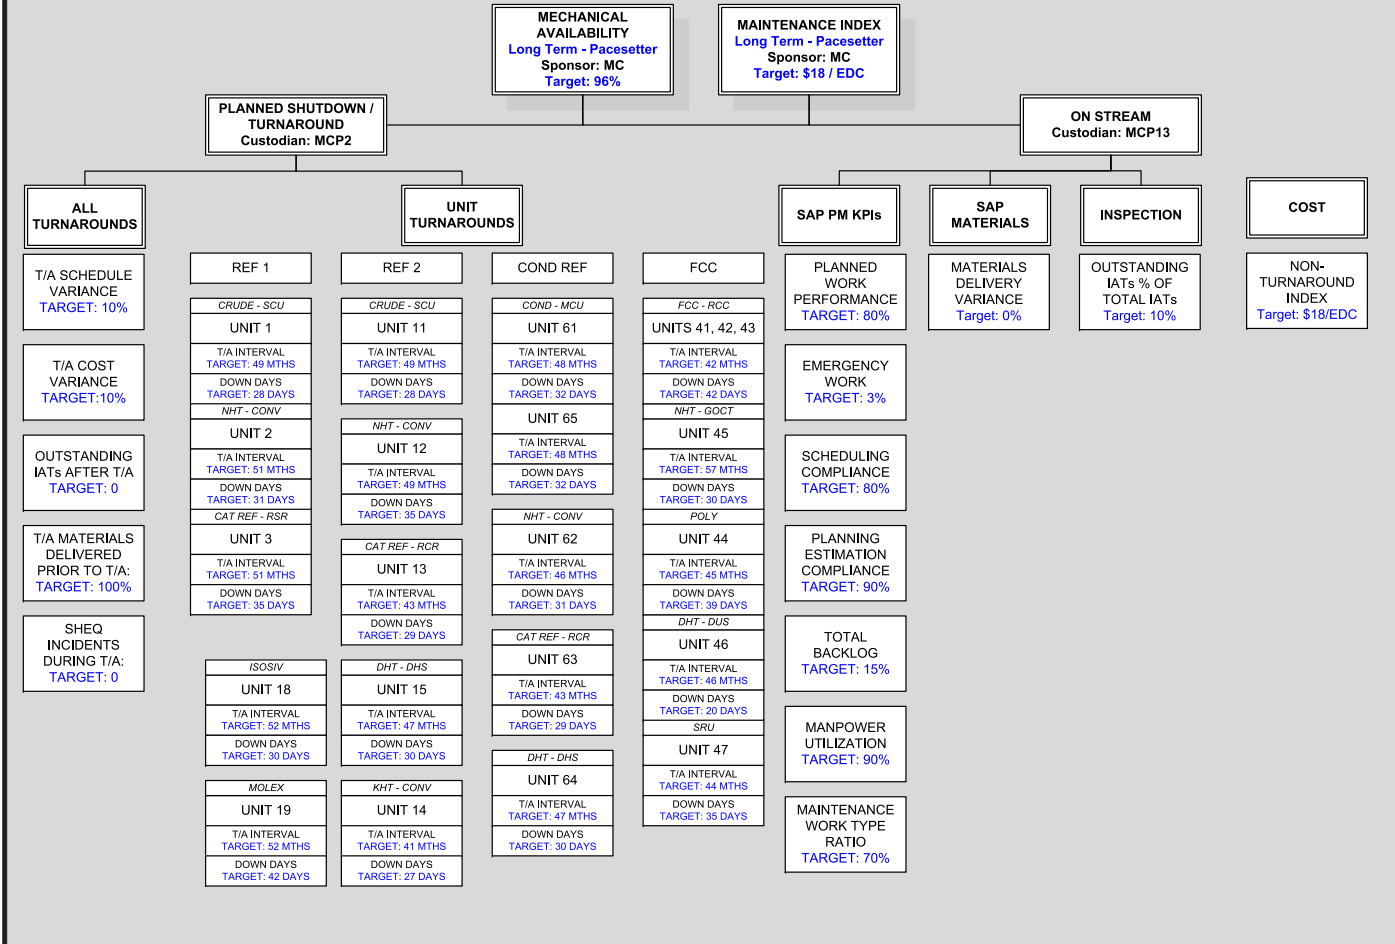 MECHANICAL
AVAILABILITY
Long Term - Pacesetter
Sponsor: MC
Target: 96%
MAINTENANCE INDEX
Long Term - Pacesetter
Sponsor: MC
Target: $18 / EDC
PLANNED SHUTDOWN /
TURNAROUND
Custodian: MCP2
ON STREAM
Custodian: MCP13
ALL
TURNAROUNDS
UNIT
TURNAROUNDS
SAP PM KPIs
SAP
MATERIALS
INSPECTION
COST
T/A SCHEDULE
VARIANCE
TARGET: 10%
T/A COST
VARIANCE
TARGET:10%
OUTSTANDING
IATs AFTER T/A
TARGET: 0
T/A MATERIALS
DELIVERED
PRIOR TO T/A:
TARGET: 100%
SHEQ
INCIDENTS
DURING T/A:
TARGET: 0
REF 1
CRUDE - SCU
UNIT 1
T/A INTERVAL
TARGET: 49 MTHS
DOWN DAYS
TARGET: 28 DAYS
NHT - CONV
UNIT 2
T/A INTERVAL
TARGET: 51 MTHS
DOWN DAYS
TARGET: 31 DAYS
CAT REF - RSR
UNIT 3
T/A INTERVAL
TARGET: 51 MTHS
DOWN DAYS
TARGET: 35 DAYS
ISOSIV
UNIT 18
T/A INTERVAL
TARGET: 52 MTHS
DOWN DAYS
TARGET: 30 DAYS
MOLEX
UNIT 19
T/A INTERVAL
TARGET: 52 MTHS
DOWN DAYS
TARGET: 42 DAYS
REF 2
CRUDE - SCU
UNIT 11
T/A INTERVAL
TARGET: 49 MTHS
DOWN DAYS
TARGET: 28 DAYS
NHT - CONV
UNIT 12
T/A INTERVAL
TARGET: 49 MTHS
DOWN DAYS
TARGET: 35 DAYS
CAT REF - RCR
UNIT 13
T/A INTERVAL
TARGET: 43 MTHS
DOWN DAYS
TARGET: 29 DAYS
DHT - DHS
UNIT 15
T/A INTERVAL
TARGET: 47 MTHS
DOWN DAYS
TARGET: 30 DAYS
KHT - CONV
UNIT 14
T/A INTERVAL
TARGET: 41 MTHS
DOWN DAYS
TARGET: 27 DAYS
COND REF
COND - MCU
UNIT 61
T/A INTERVAL
TARGET: 48 MTHS
DOWN DAYS
TARGET: 32 DAYS
UNIT 65
T/A INTERVAL
TARGET: 48 MTHS
DOWN DAYS
TARGET: 32 DAYS
NHT - CONV
UNIT 62
T/A INTERVAL
TARGET: 46 MTHS
DOWN DAYS
TARGET: 31 DAYS
CAT REF - RCR
UNIT 63
T/A INTERVAL
TARGET: 43 MTHS
DOWN DAYS
TARGET: 29 DAYS
DHT - DHS
UNIT 64
T/A INTERVAL
TARGET: 47 MTHS
DOWN DAYS
TARGET: 30 DAYS
FCC
FCC - RCC
UNITS 41, 42, 43
T/A INTERVAL
TARGET: 42 MTHS
DOWN DAYS
TARGET: 42 DAYS
NHT - GOCT
UNIT 45
T/A INTERVAL
TARGET: 57 MTHS
DOWN DAYS
TARGET: 30 DAYS
POLY
UNIT 44
T/A INTERVAL
TARGET: 45 MTHS
DOWN DAYS
TARGET: 39 DAYS
DHT - DUS
UNIT 46
T/A INTERVAL
TARGET: 46 MTHS
DOWN DAYS
TARGET: 20 DAYS
SRU
UNIT 47
T/A INTERVAL
TARGET: 44 MTHS
DOWN DAYS
TARGET: 35 DAYS
PLANNED
WORK
PERFORMANCE
TARGET: 80%
EMERGENCY
WORK
TARGET: 3%
SCHEDULING
COMPLIANCE
TARGET: 80%
PLANNING
ESTIMATION
COMPLIANCE
TARGET: 90%
TOTAL
BACKLOG
TARGET: 15%
MANPOWER
UTILIZATION
TARGET: 90%
MAINTENANCE
WORK TYPE
RATIO
TARGET: 70%
MATERIALS
DELIVERY
VARIANCE
Target: 0%
OUTSTANDING
IATs % OF
TOTAL IATs
Target: 10%
NON-
TURNAROUND
INDEX
Target: $18/EDC